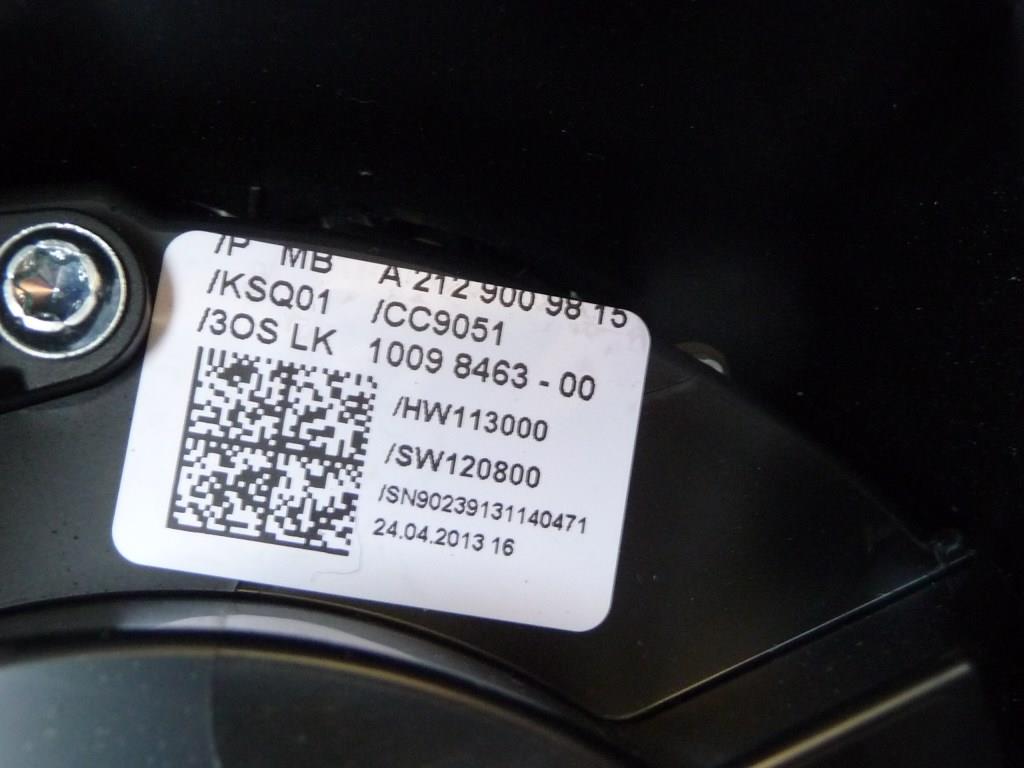 /P MB A 212 900 98 15
/KSQ01 /CC9051
/3OS LK 1009 8463 - 00
/HW113000
/SW120800
/SN90239131140471
24.04.2013 16